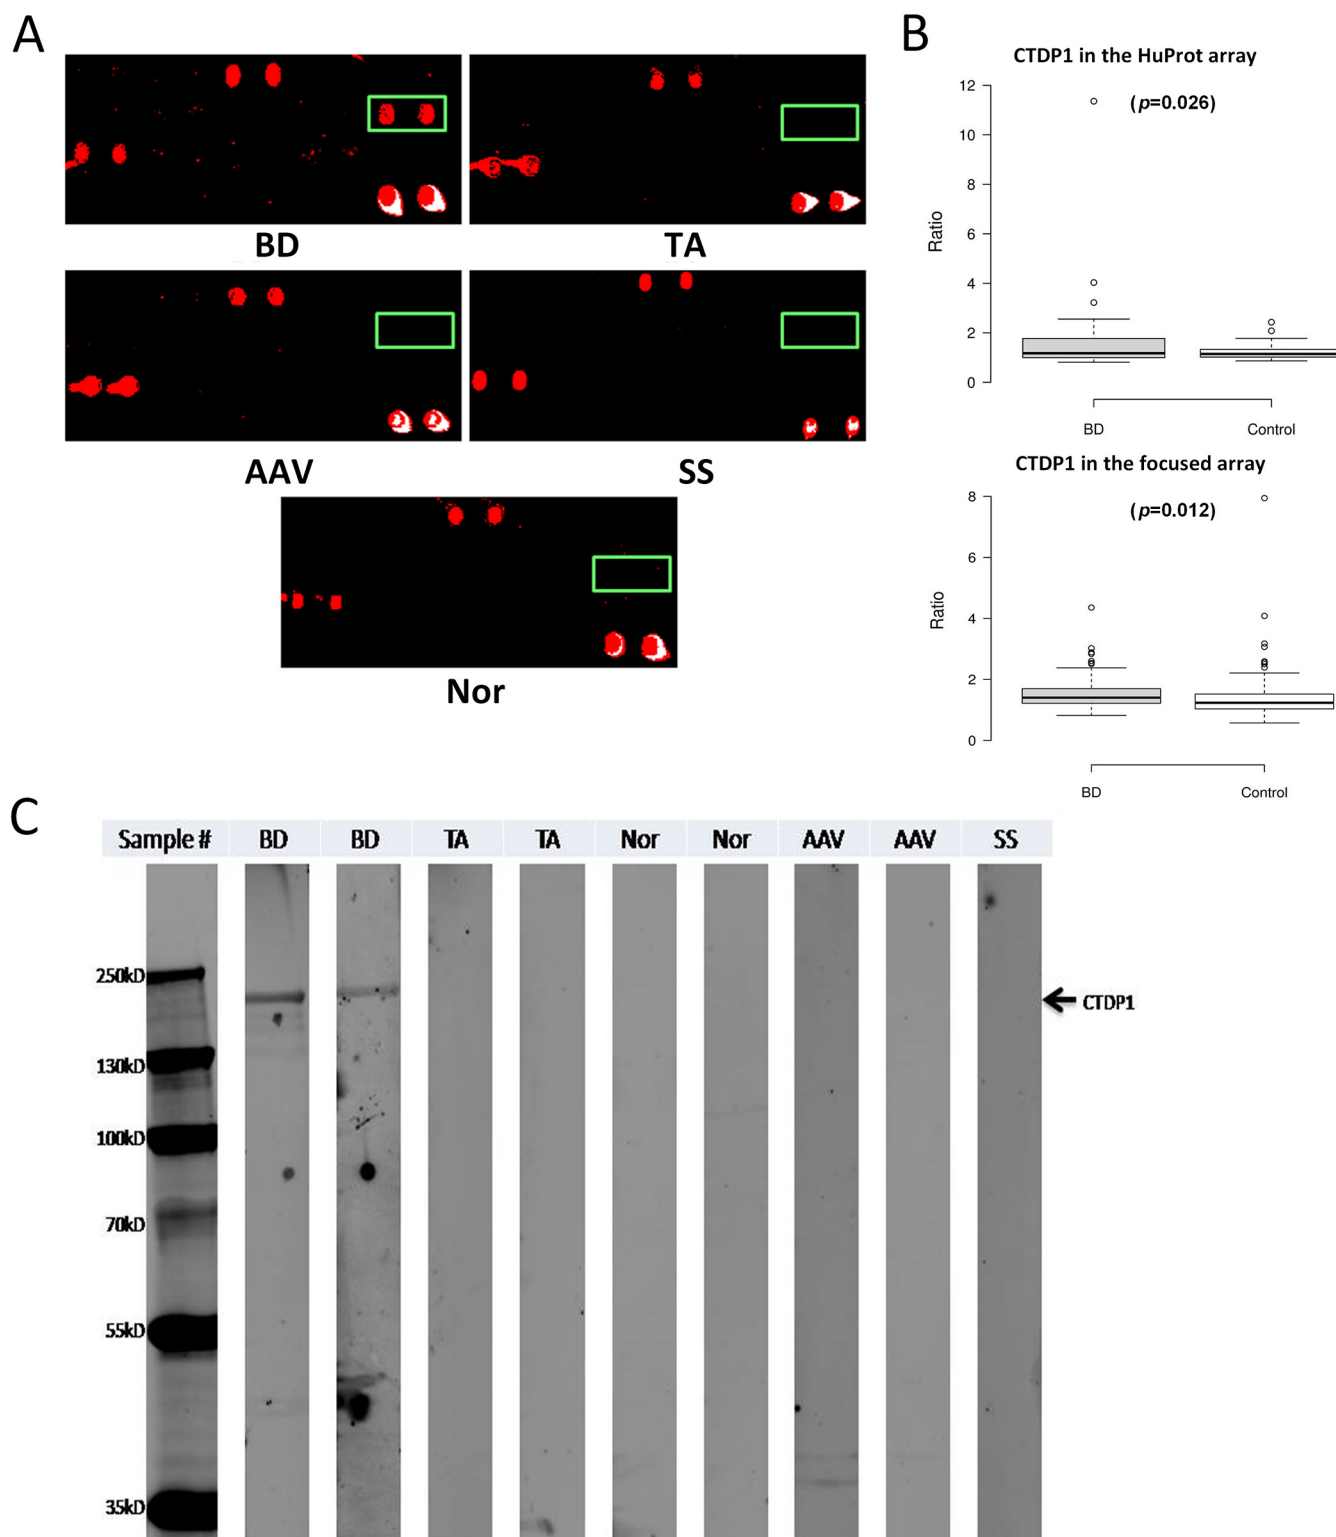 A
BD
TA
AAV
SS
Nor
B
CTDP1 in the HuProt array
(p=0.026)
Ratio
12
10
8
6
4
2
0
BD
Control
CTDP1 in the focused array
(p=0.012)
Ratio
8
6
4
2
0
BD
Control
C
Sample # BD BD TA TA Nor Nor AAV AAV SS
250kD
CTDP1
130kD
100kD
70kD
55kD
35kD